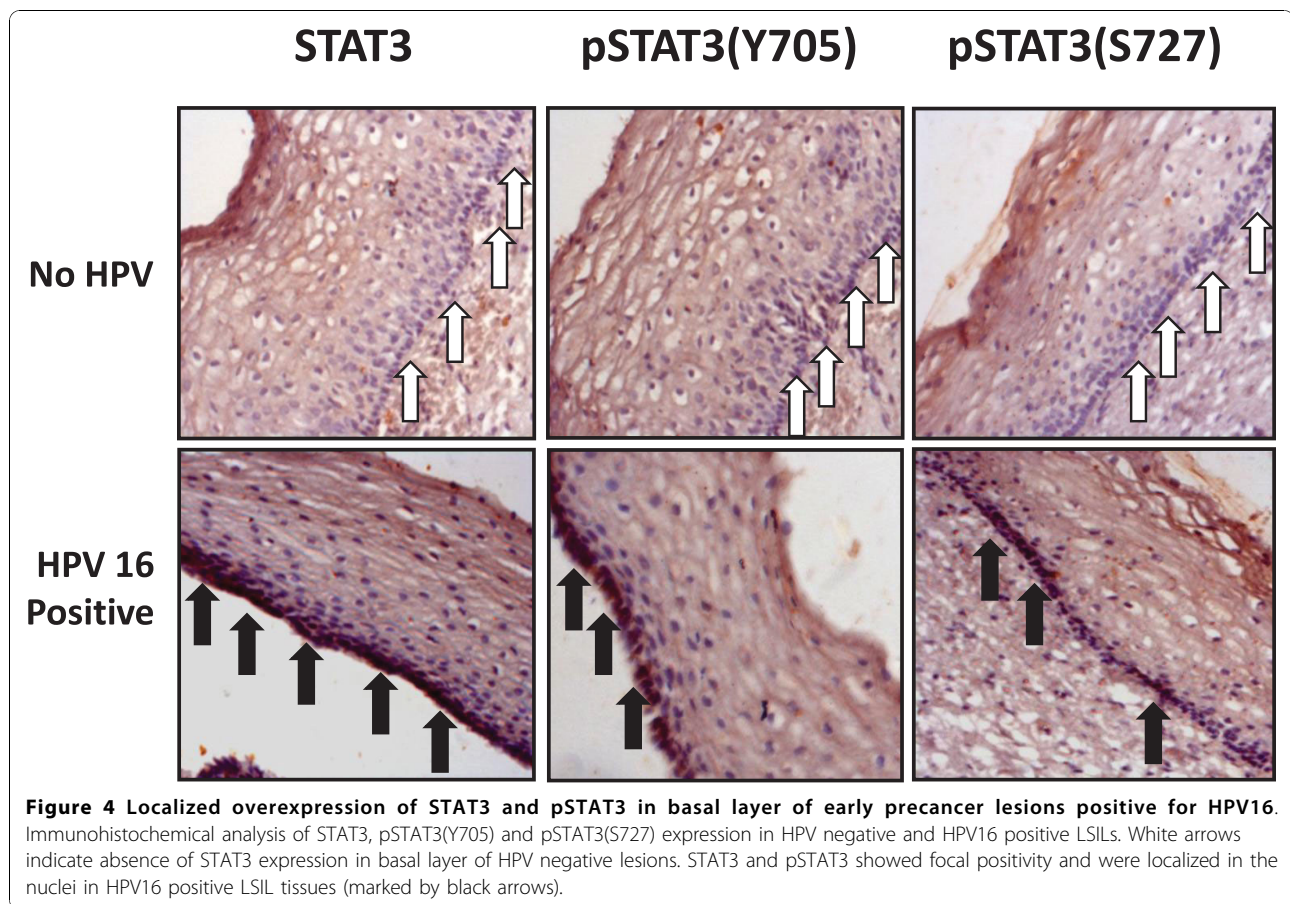 STAT3
pSTAT3(Y705)
pSTAT3(S727)
No HPV
HPV 16
Positive
Figure 4 Localized overexpression of STAT3 and pSTAT3 in basal layer of early precancer lesions positive for HPV16.
Immunohistochemical analysis of STAT3, pSTAT3(Y705) and pSTAT3(S727) expression in HPV negative and HPV16 positive LSILs. White arrows
indicate absence of STAT3 expression in basal layer of HPV negative lesions. STAT3 and pSTAT3 showed focal positivity and were localized in the
nuclei in HPV16 positive LSIL tissues (marked by black arrows).